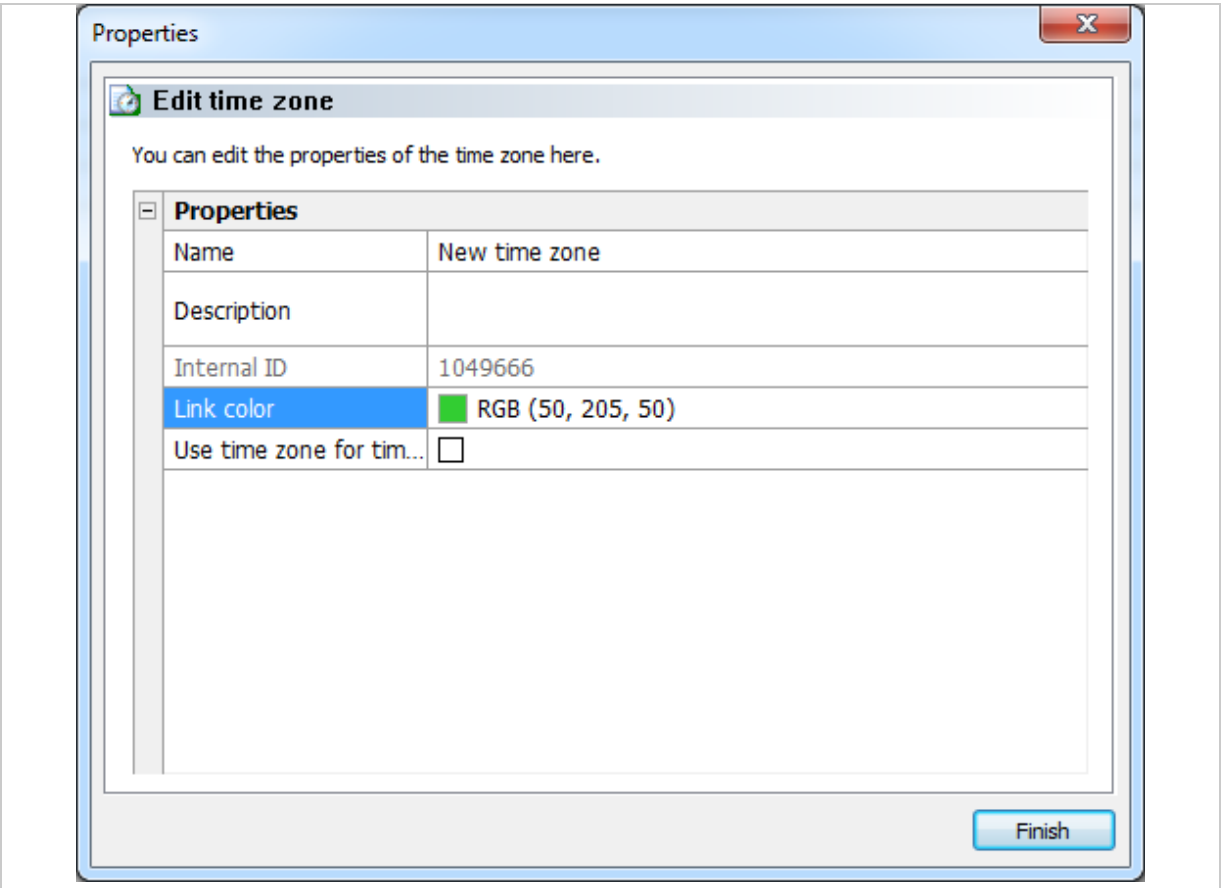 Properties
Edit time zone
You can edit the properties of the time zone here.
Properties
Name New time zone
Description
Internal ID 1049666
Link color RGB (50, 205, 50)
Use time zone for tim...
Finish